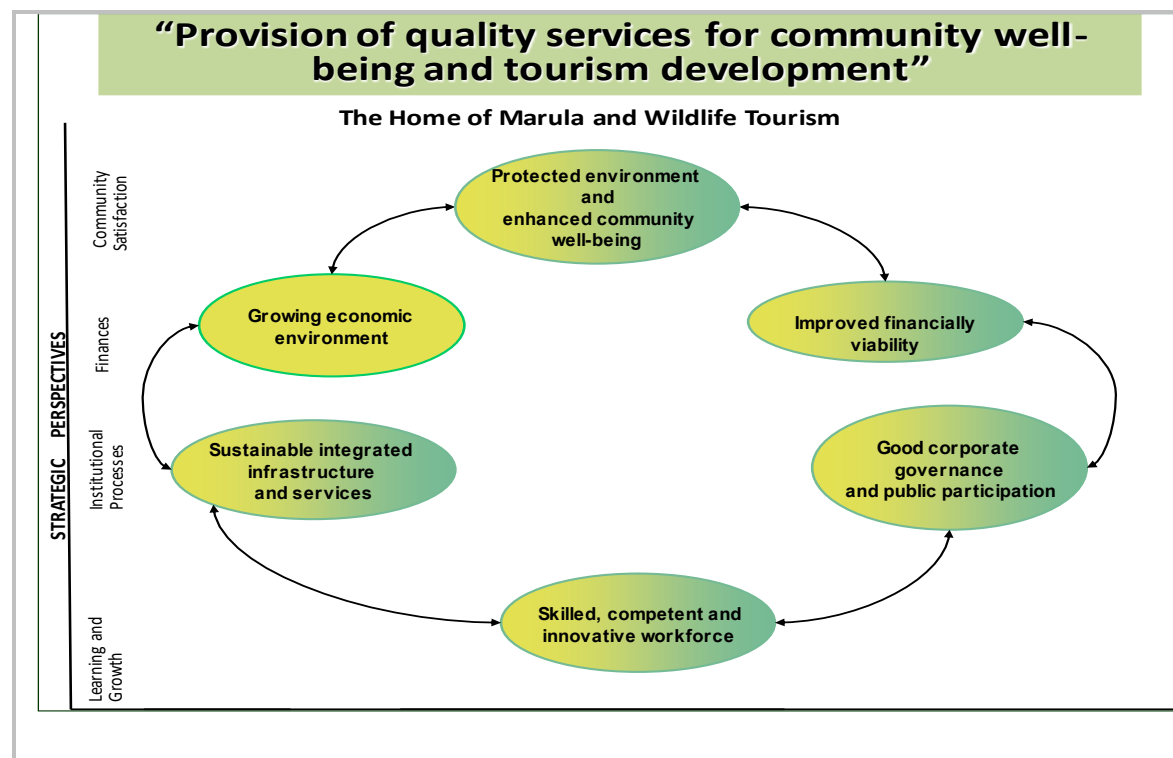 “Provision of quality services for community well-
being and tourism development”
The Home of Marula and Wildlife Tourism
STRATEGIC PERSPECTIVES
Community
Satisfaction
Finances
Institutional
Processes
Learning and
Growth
Protected environment
and
enhanced community
well-being
Growing economic
environment
Improved financially
viability
Sustainable integrated
infrastructure
and services
Good corporate
governance
and public participation
Skilled, competent and
innovative workforce